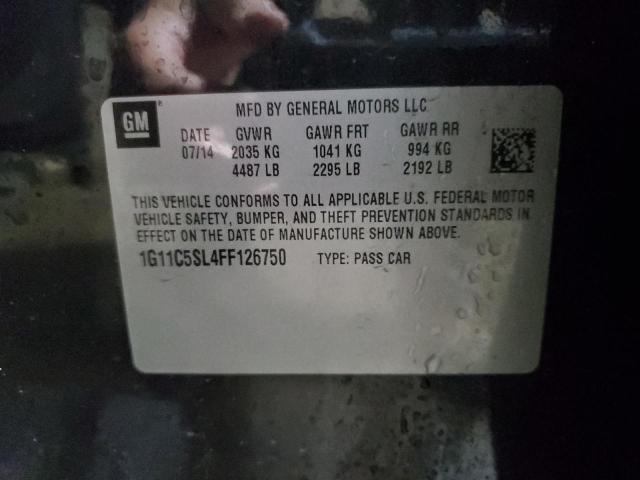 GM
®
MFD BY GENERAL MOTORS LLC
DATE GVWR GAWR FRT GAWR RR
07/14 2035 KG 1041 KG 994 KG
4487 LB 2295 LB 2192 LB
THIS VEHICLE CONFORMS TO ALL APPLICABLE U.S. FEDERAL MOTOR
VEHICLE SAFETY, BUMPER, AND THEFT PREVENTION STANDARDS IN
EFFECT ON THE DATE OF MANUFACTURE SHOWN ABOVE.
1G11C5SL4FF126750 TYPE: PASS CAR